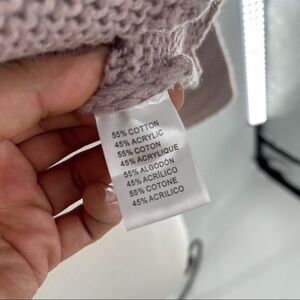 55% COTTON
45% ACRYLIC
55% COTON
45% ACRYLIQUE
55% ALGODÓN
45% ACRÍLICO
55% COTONE
45% ACRILICO